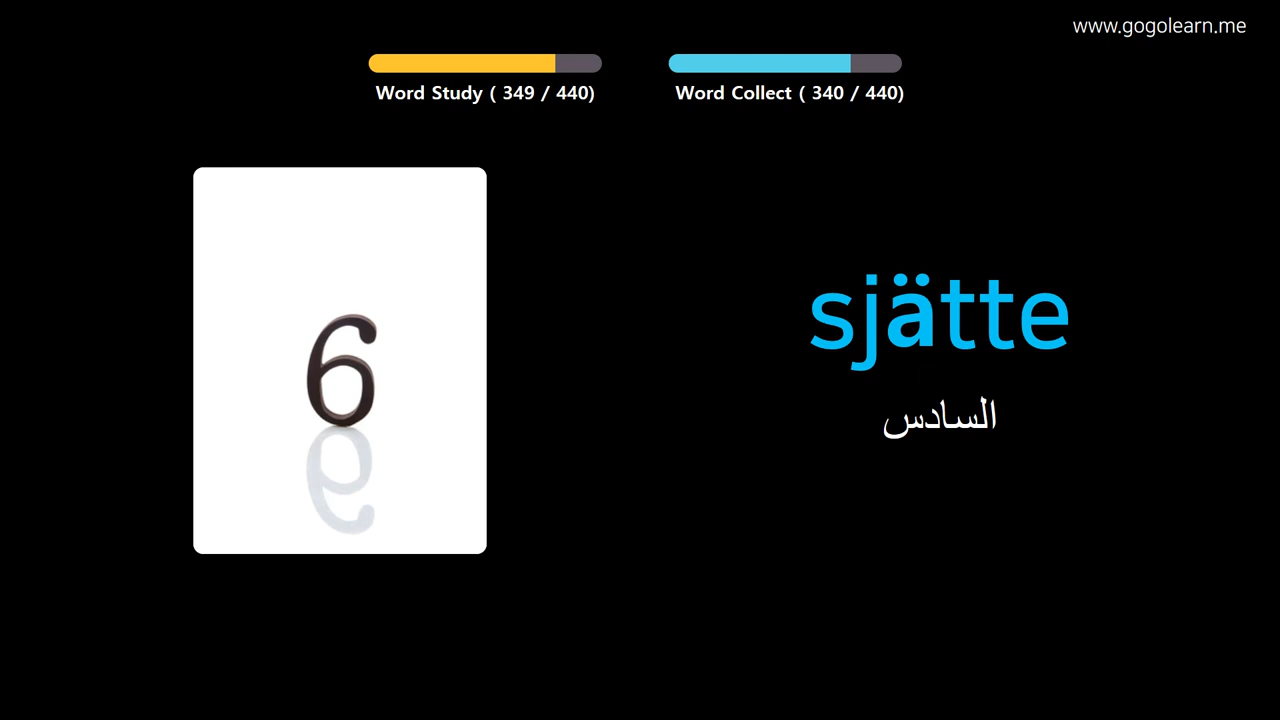 www.gogolearn.me
Word Study ( 349 / 440)
Word Collect ( 340 / 440)
6
sjätte
السادس